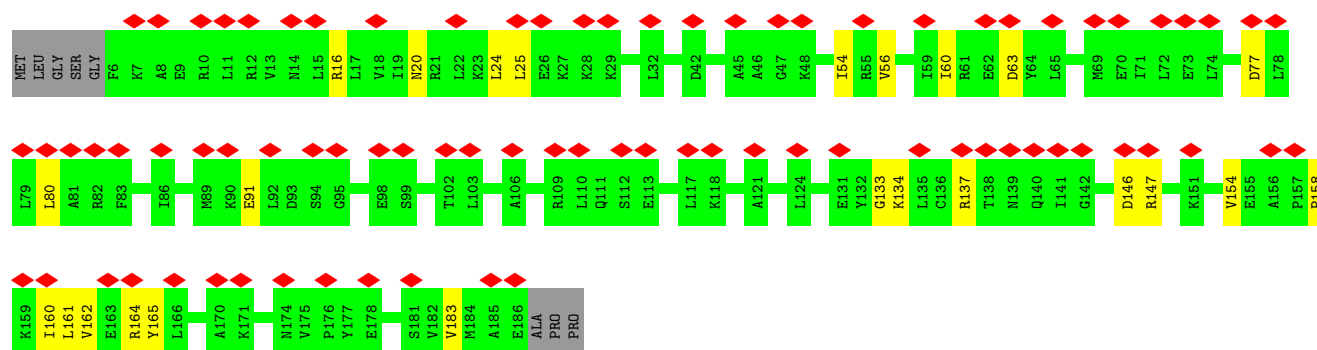 MET LEU GLY SER GLY F6 K7 A8 E9 R10 L11 R12 V13 N14 L15 R16 L17 V18 I19 N20 R21 L22 K23 L24 L25 E26 K27 K28 K29 L32 D42 A45 A46 G47 K48 I54 R55 V56 I59 I60 R61 E62 D63 Y64 L65 M69 E70 I71 L72 E73 L74 D77 L78
L79 L80 A81 R82 F83 I86 M89 K90 E91 L92 D93 S94 G95 E98 S99 T102 L103 A106 R109 L110 Q111 S112 E113 L117 K118 A121 L124 E131 Y132 G133 K134 L135 C136 R137 T138 N139 Q140 I141 G142 D146 R147 K151 V154 E155 A156 P157 P158
K159 I160 L161 V162 E163 R164 Y165 L166 A170 K171 N174 V175 P176 Y177 E178 S181 V182 V183 M184 A185 E186 ALA PRO PRO